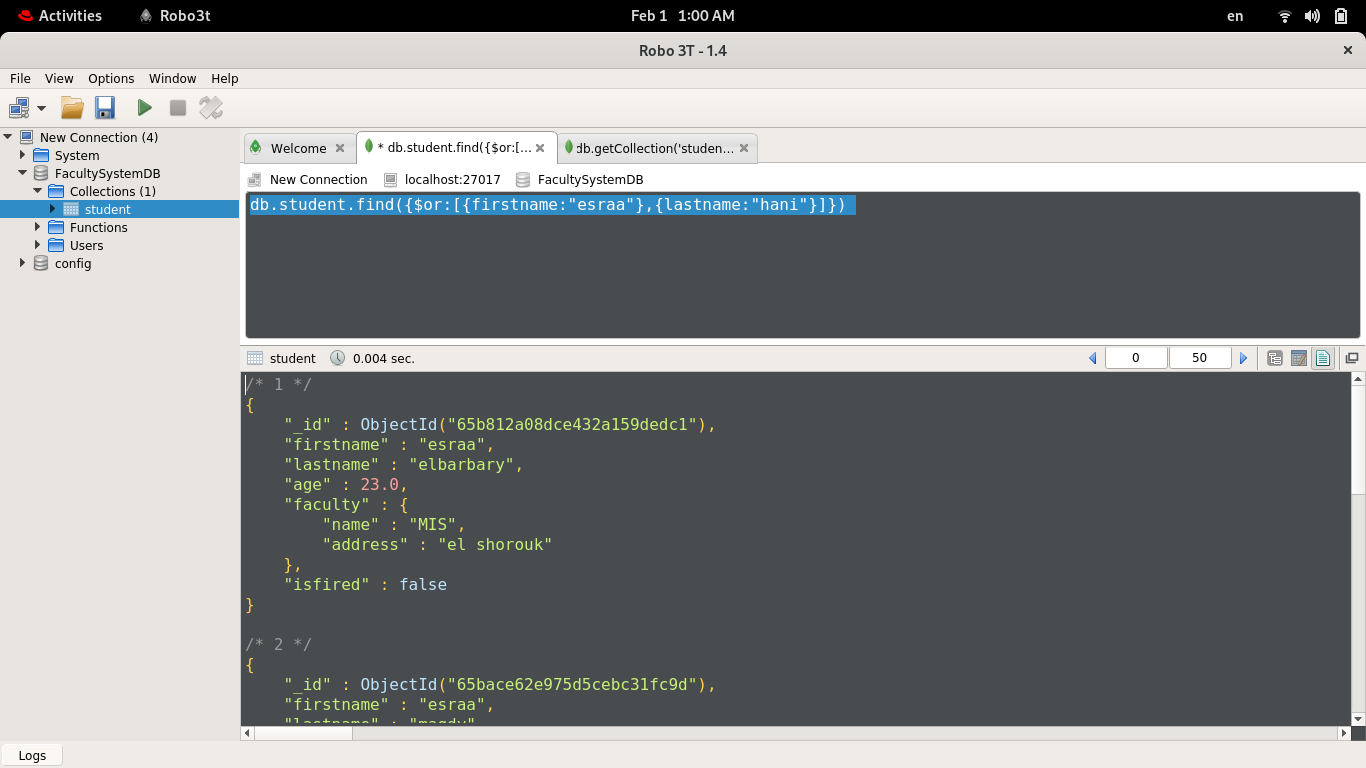 Activities Robo3t Feb 1 1:00 AM en
Robo 3T - 1.4
File View Options Window Help
New Connection (4)
System
FacultySystemDB
Collections (1)
student
Functions
Users
config
Welcome * db.student.find({$or:[... db.getCollection('studen...
New Connection localhost:27017 FacultySystemDB
db.student.find({$or:[{firstname:"esraa"},{lastname:"hani"}]})
student 0.004 sec. 0 50
/* 1 */
{
    "_id" : ObjectId("65b812a08dce432a159dedc1"),
    "firstname" : "esraa",
    "lastname" : "elbarbary",
    "age" : 23.0,
    "faculty" : {
        "name" : "MIS",
        "address" : "el shorouk"
    },
    "isfired" : false
}
/* 2 */
{
    "_id" : ObjectId("65bace62e975d5cebc31fc9d"),
    "firstname" : "esraa",
    "lastname" : "magdy"
Logs